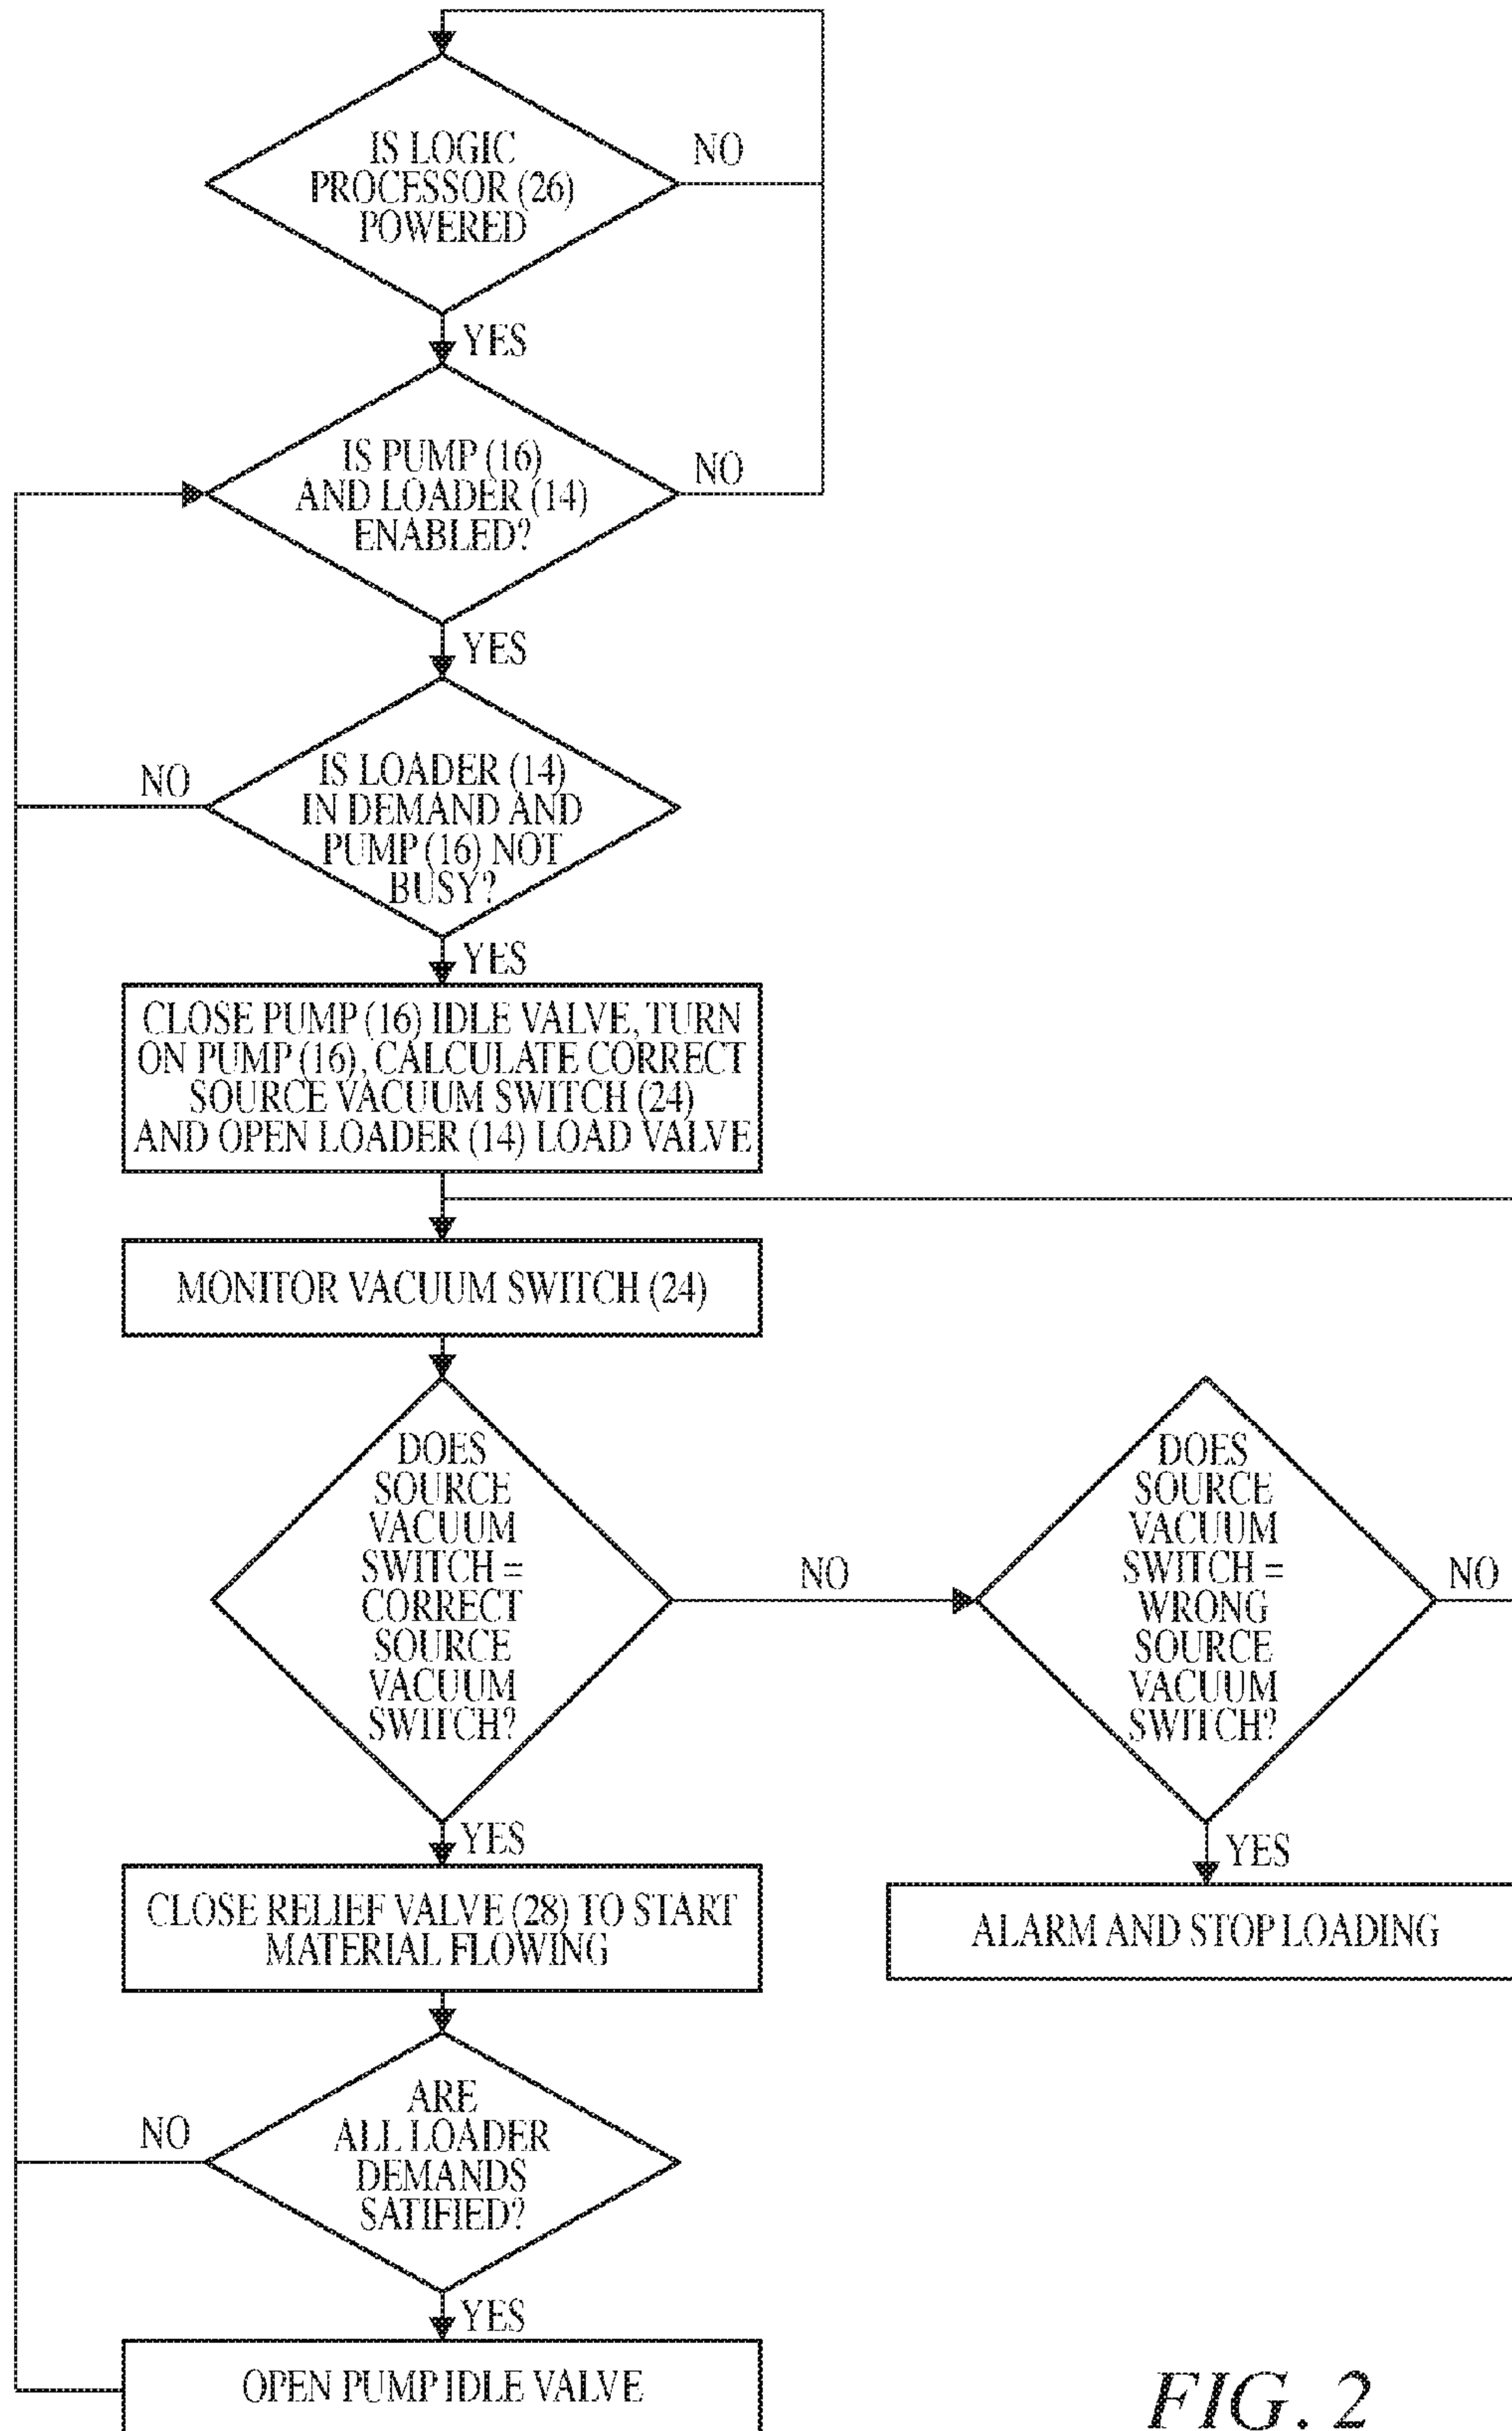 IS LOGIC
PROCESSOR (26)
POWERED
NO
YES
IS PUMP (16)
AND LOADER (14)
ENABLED?
NO
YES
IS LOADER (14)
IN DEMAND AND
PUMP (16) NOT
BUSY?
NO
YES
CLOSE PUMP (16) IDLE VALVE, TURN
ON PUMP (16), CALCULATE CORRECT
SOURCE VACUUM SWITCH (24)
AND OPEN LOADER (14) LOAD VALVE
MONITOR VACUUM SWITCH (24)
DOES
SOURCE
VACUUM
SWITCH =
CORRECT
SOURCE
VACUUM
SWITCH?
NO
DOES
SOURCE
VACUUM
SWITCH =
WRONG
SOURCE
VACUUM
SWITCH?
NO
YES
YES
CLOSE RELIEF VALVE (28) TO START
MATERIAL FLOWING
ALARM AND STOP LOADING
ARE
ALL LOADER
DEMANDS
SATIFIED?
NO
YES
OPEN PUMP IDLE VALVE
FIG. 2